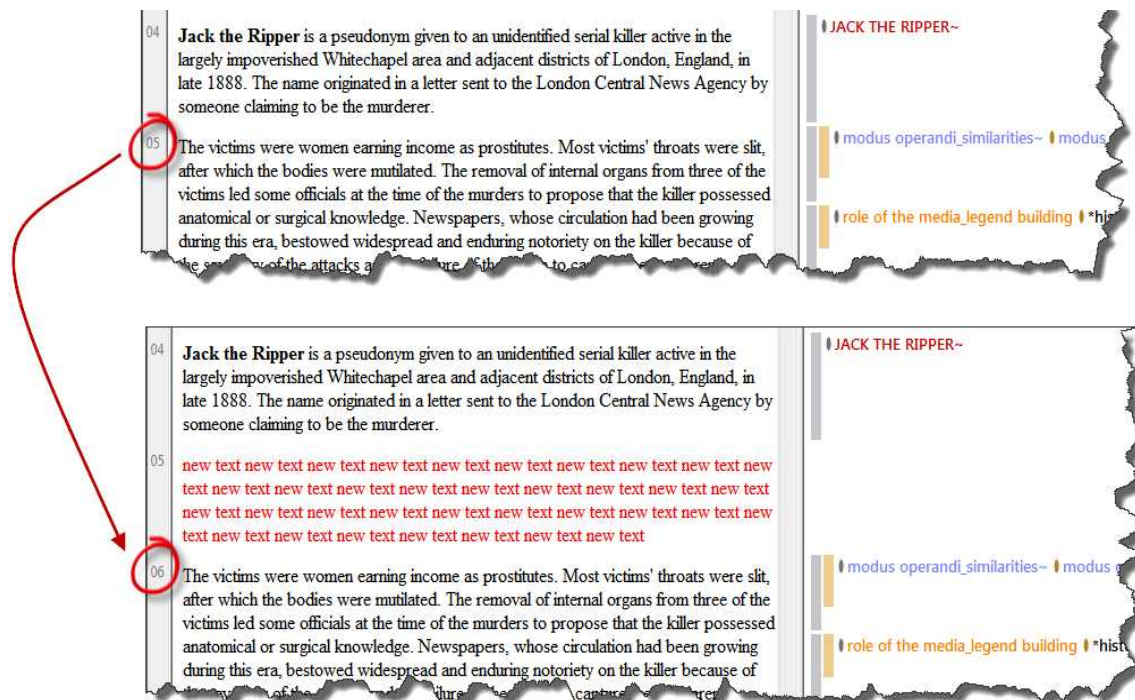 04
Jack the Ripper is a pseudonym given to an unidentified serial killer active in the
largely impoverished Whitechapel area and adjacent districts of London, England, in
late 1888. The name originated in a letter sent to the London Central News Agency by
someone claiming to be the murderer.
JACK THE RIPPER~
05
The victims were women earning income as prostitutes. Most victims' throats were slit,
after which the bodies were mutilated. The removal of internal organs from three of the
victims led some officials at the time of the murders to propose that the killer possessed
anatomical or surgical knowledge. Newspapers, whose circulation had been growing
during this era, bestowed widespread and enduring notoriety on the killer because of
of the attacks
modus operandi_similarities~ modus
role of the media_legend building
04
Jack the Ripper is a pseudonym given to an unidentified serial killer active in the
largely impoverished Whitechapel area and adjacent districts of London, England, in
late 1888. The name originated in a letter sent to the London Central News Agency by
someone claiming to be the murderer.
JACK THE RIPPER~
05
new text new text new text new text new text new text new text new text new text new
text new text new text new text new text new text new text new text new text new text
new text new text new text new text new text new text new text new text new text new
text new text new text new text new text new text new text new text
06
The victims were women earning income as prostitutes. Most victims' throats were slit,
after which the bodies were mutilated. The removal of internal organs from three of the
victims led some officials at the time of the murders to propose that the killer possessed
anatomical or surgical knowledge. Newspapers, whose circulation had been growing
during this era, bestowed widespread and enduring notoriety on the killer because of
modus operandi_similarities~ modus
role of the media_legend building